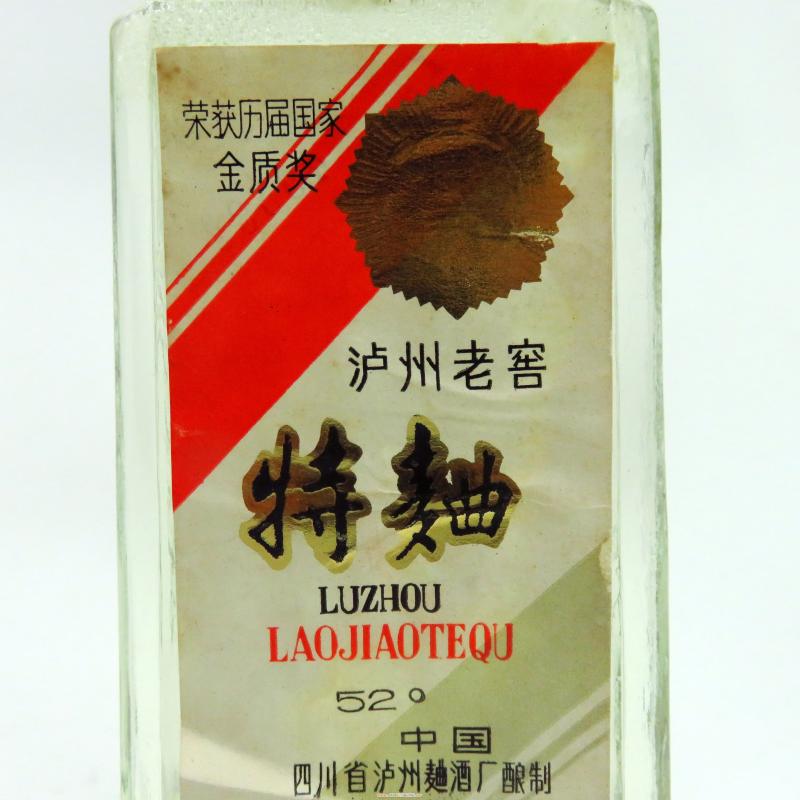 荣获历届国家
金质奖
泸州老窖
特麯
LUZHOU
LAOJIAOTEQU
52°
中国
四川省泸州麯酒厂酿制